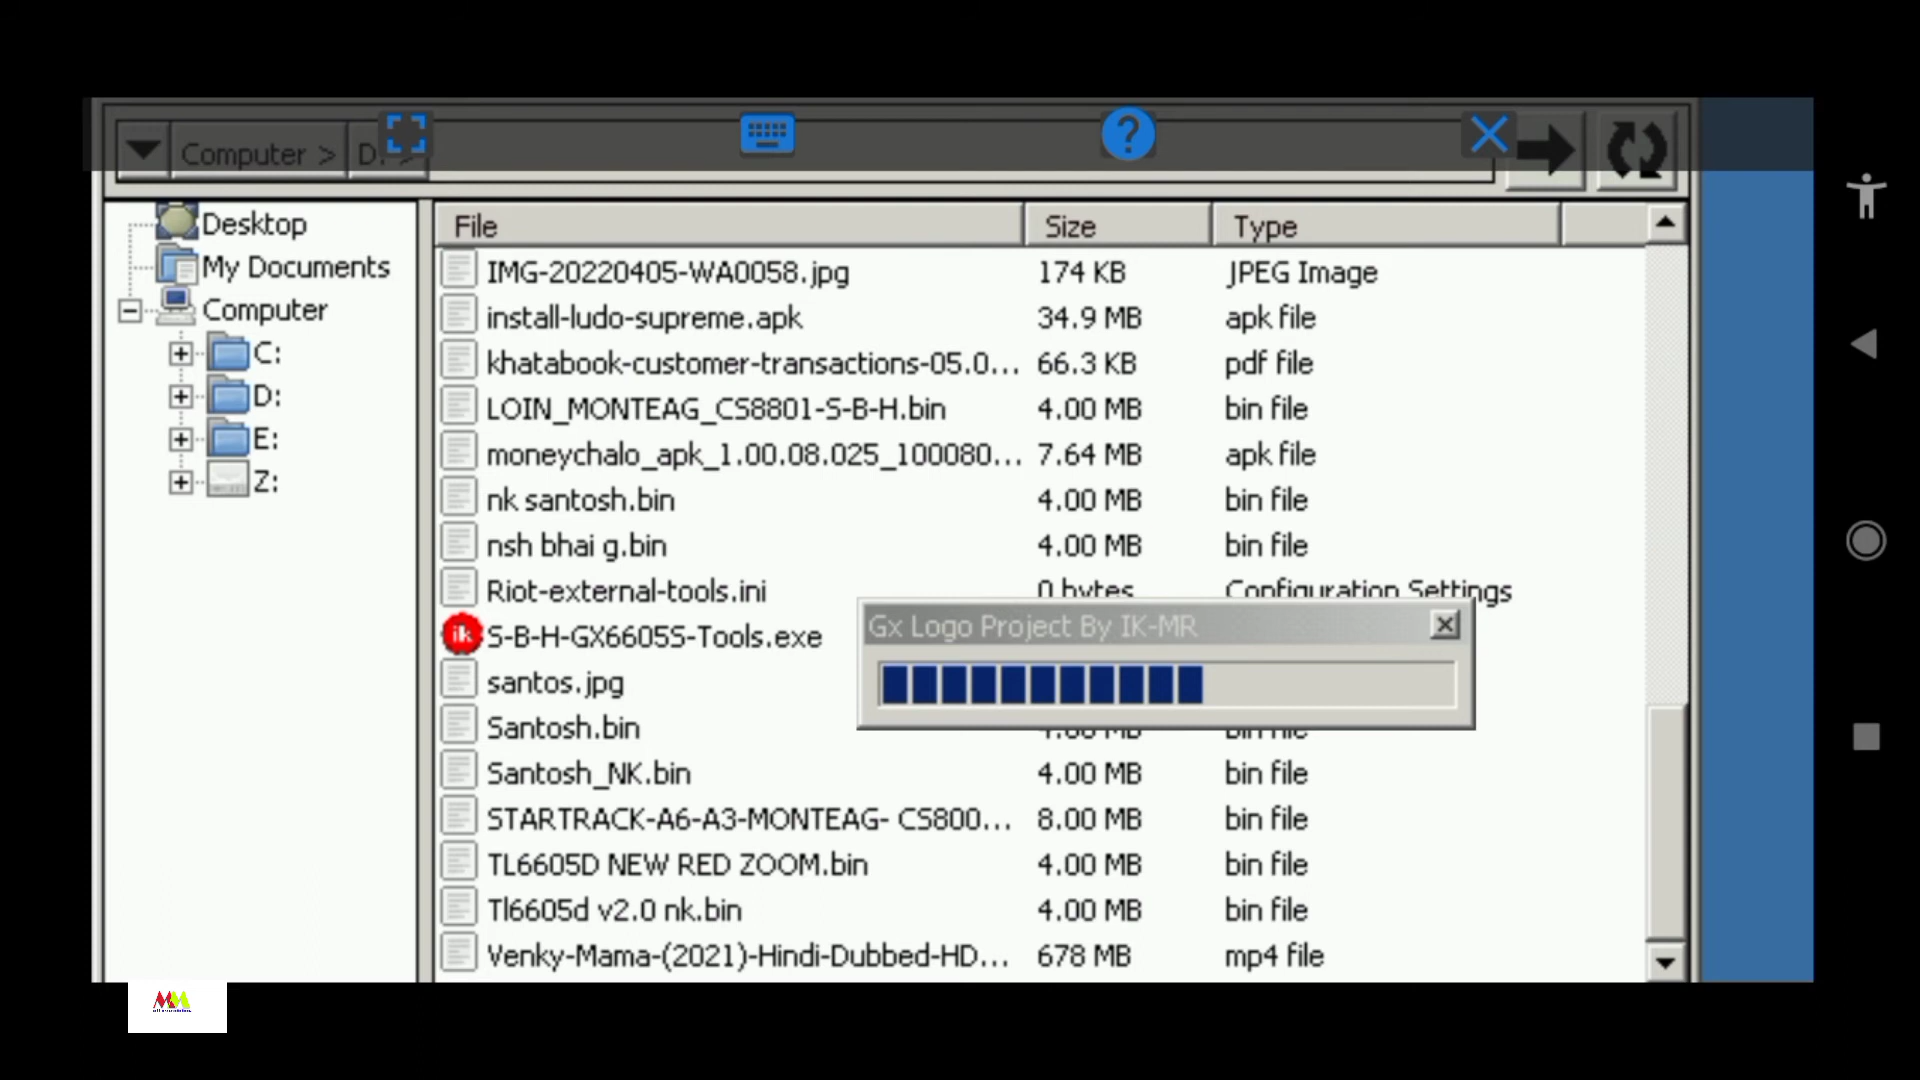 Computer >
D: >
Desktop
My Documents
Computer
C:
D:
E:
Z:
File Size Type
IMG-20220405-WA0058.jpg 174 KB JPEG Image
install-ludo-supreme.apk 34.9 MB apk file
khatabook-customer-transactions-05.0... 66.3 KB pdf file
LOIN_MONTEAG_CS8801-S-B-H.bin 4.00 MB bin file
moneychalo_apk_1.00.08.025_100080... 7.64 MB apk file
nk santosh.bin 4.00 MB bin file
nsh bhai g.bin 4.00 MB bin file
Riot-external-tools.ini 0 bytes Configuration Settings
ik S-B-H-GX6605S-Tools.exe
Gx Logo Project By IK-MR
santos.jpg
Santosh.bin 4.00 MB bin file
Santosh_NK.bin 4.00 MB bin file
STARTRACK-A6-A3-MONTEAG- CS800... 8.00 MB bin file
TL6605D NEW RED ZOOM.bin 4.00 MB bin file
Tl6605d v2.0 nk.bin 4.00 MB bin file
Venky-Mama-(2021)-Hindi-Dubbed-HD... 678 MB mp4 file
MM